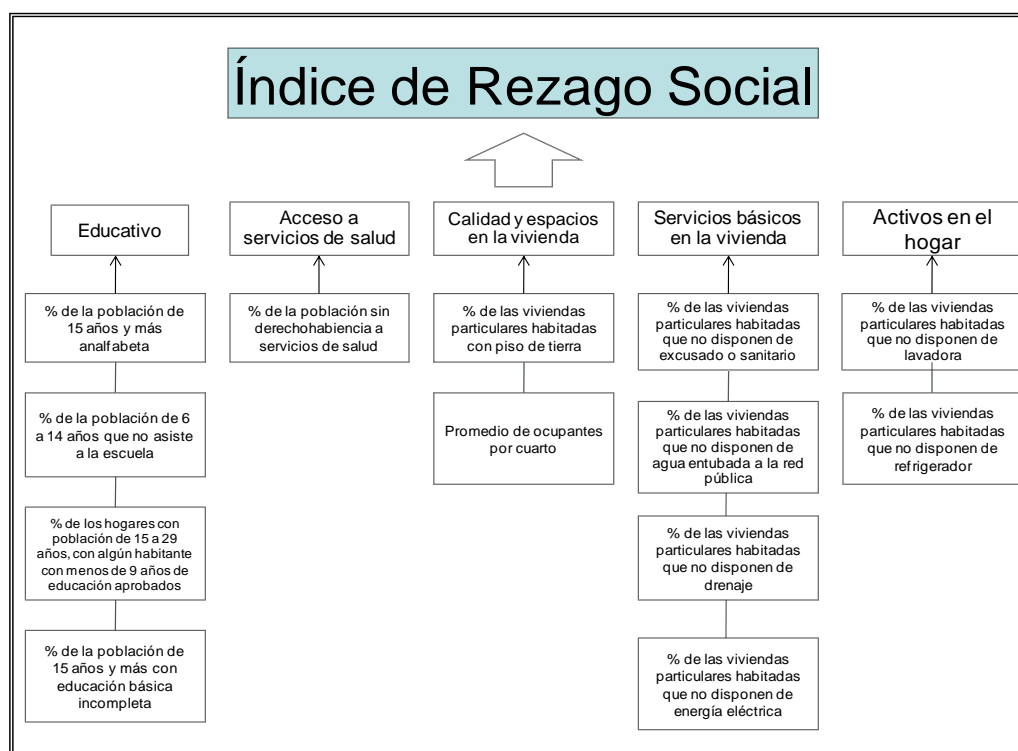 Índice de Rezago Social
Educativo
Acceso a
servicios de salud
Calidad y espacios
en la vivienda
Servicios básicos
en la vivienda
Activos en el
hogar
% de la población de
15 años y más
analfabeta
% de la población de 6
a 14 años que no asiste
a la escuela
% de los hogares con
población de 15 a 29
años, con algún habitante
con menos de 9 años de
educación aprobados
% de la población de
15 años y más con
educación básica
incompleta
% de la población sin
derechohabiencia a
servicios de salud
% de las viviendas
particulares habitadas
con piso de tierra
Promedio de ocupantes
por cuarto
% de las viviendas
particulares habitadas
que no disponen de
excusado o sanitario
% de las viviendas
particulares habitadas
que no disponen de
agua entubada a la red
pública
% de las viviendas
particulares habitadas
que no disponen de
drenaje
% de las viviendas
particulares habitadas
que no disponen de
energía eléctrica
% de las viviendas
particulares habitadas
que no disponen de
lavadora
% de las viviendas
particulares habitadas
que no disponen de
refrigerador